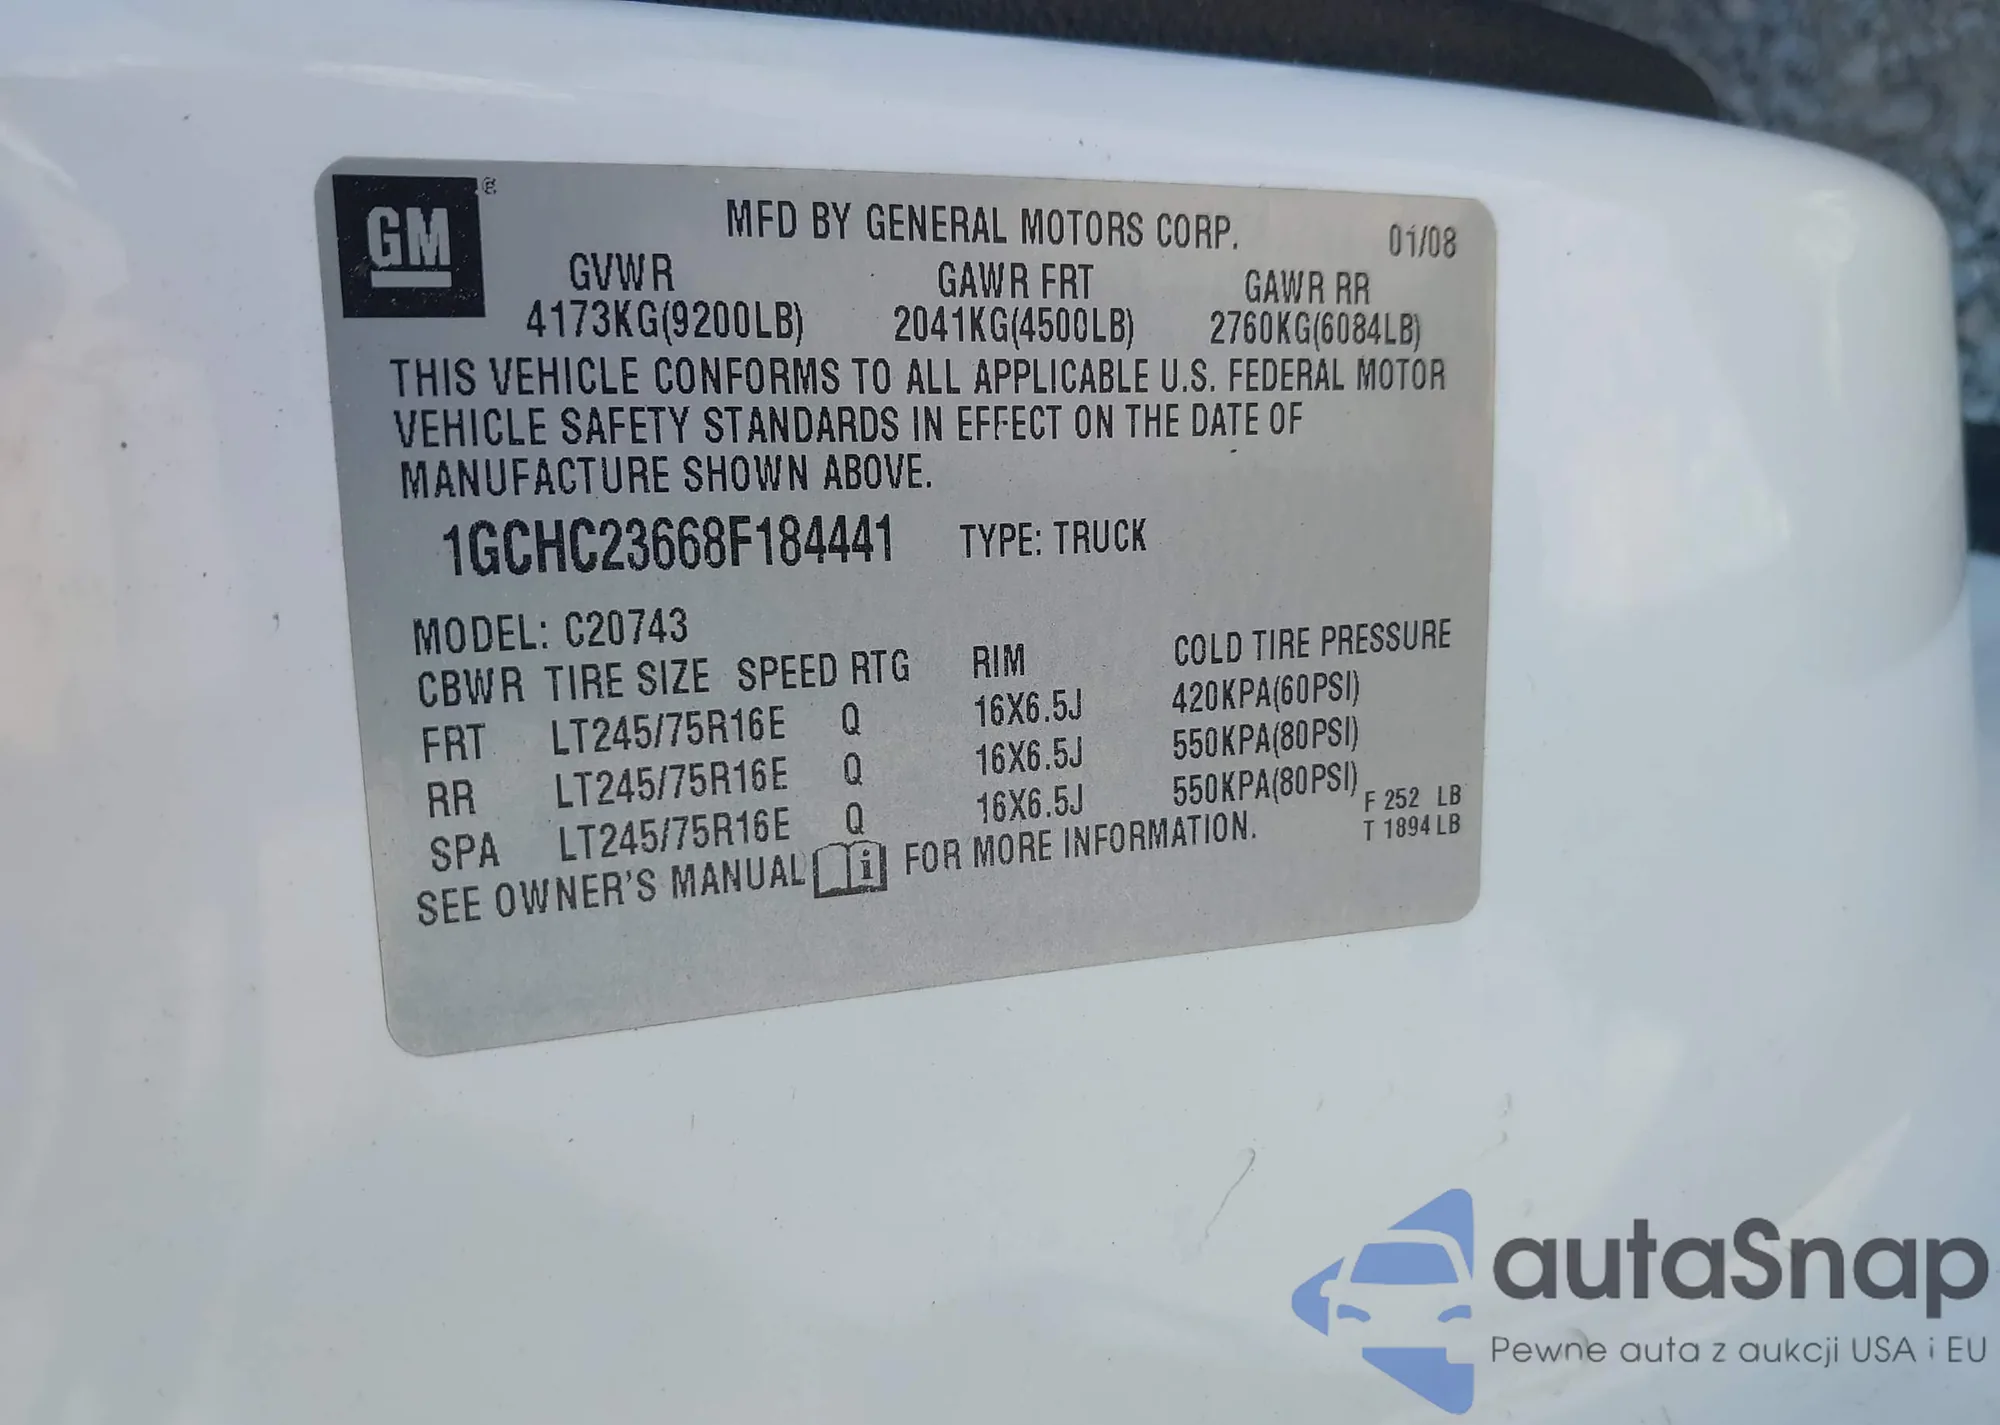 GM ®
MFD BY GENERAL MOTORS CORP. 01/08
GVWR GAWR FRT GAWR RR
4173KG(9200LB) 2041KG(4500LB) 2760KG(6084LB)
THIS VEHICLE CONFORMS TO ALL APPLICABLE U.S. FEDERAL MOTOR
VEHICLE SAFETY STANDARDS IN EFFECT ON THE DATE OF
MANUFACTURE SHOWN ABOVE.
1GCHC23668F184441 TYPE: TRUCK
MODEL: C20743
CBWR TIRE SIZE SPEED RTG RIM COLD TIRE PRESSURE
FRT LT245/75R16E Q 16X6.5J 420KPA(60PSI)
RR LT245/75R16E Q 16X6.5J 550KPA(80PSI)
SPA LT245/75R16E Q 16X6.5J 550KPA(80PSI)
SEE OWNER'S MANUAL i FOR MORE INFORMATION.
F 252 LB
T 1894 LB
autaSnap
Pewne auta z aukcji USA i EU